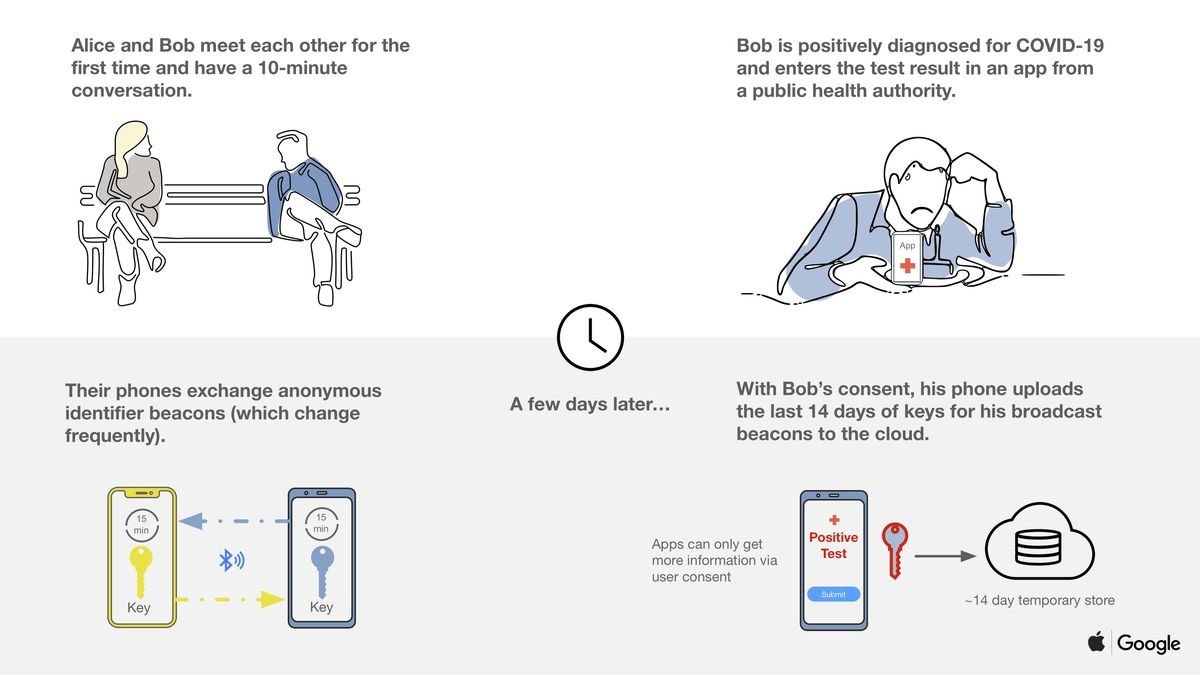 Alice and Bob meet each other for the
first time and have a 10-minute
conversation.
Bob is positively diagnosed for COVID-19
and enters the test result in an app from
a public health authority.
App
Their phones exchange anonymous
identifier beacons (which change
frequently).
15
min
Key
15
min
Key
A few days later…
With Bob’s consent, his phone uploads
the last 14 days of keys for his broadcast
beacons to the cloud.
Apps can only get
more information via
user consent
Positive
Test
Submit
~14 day temporary store
Google